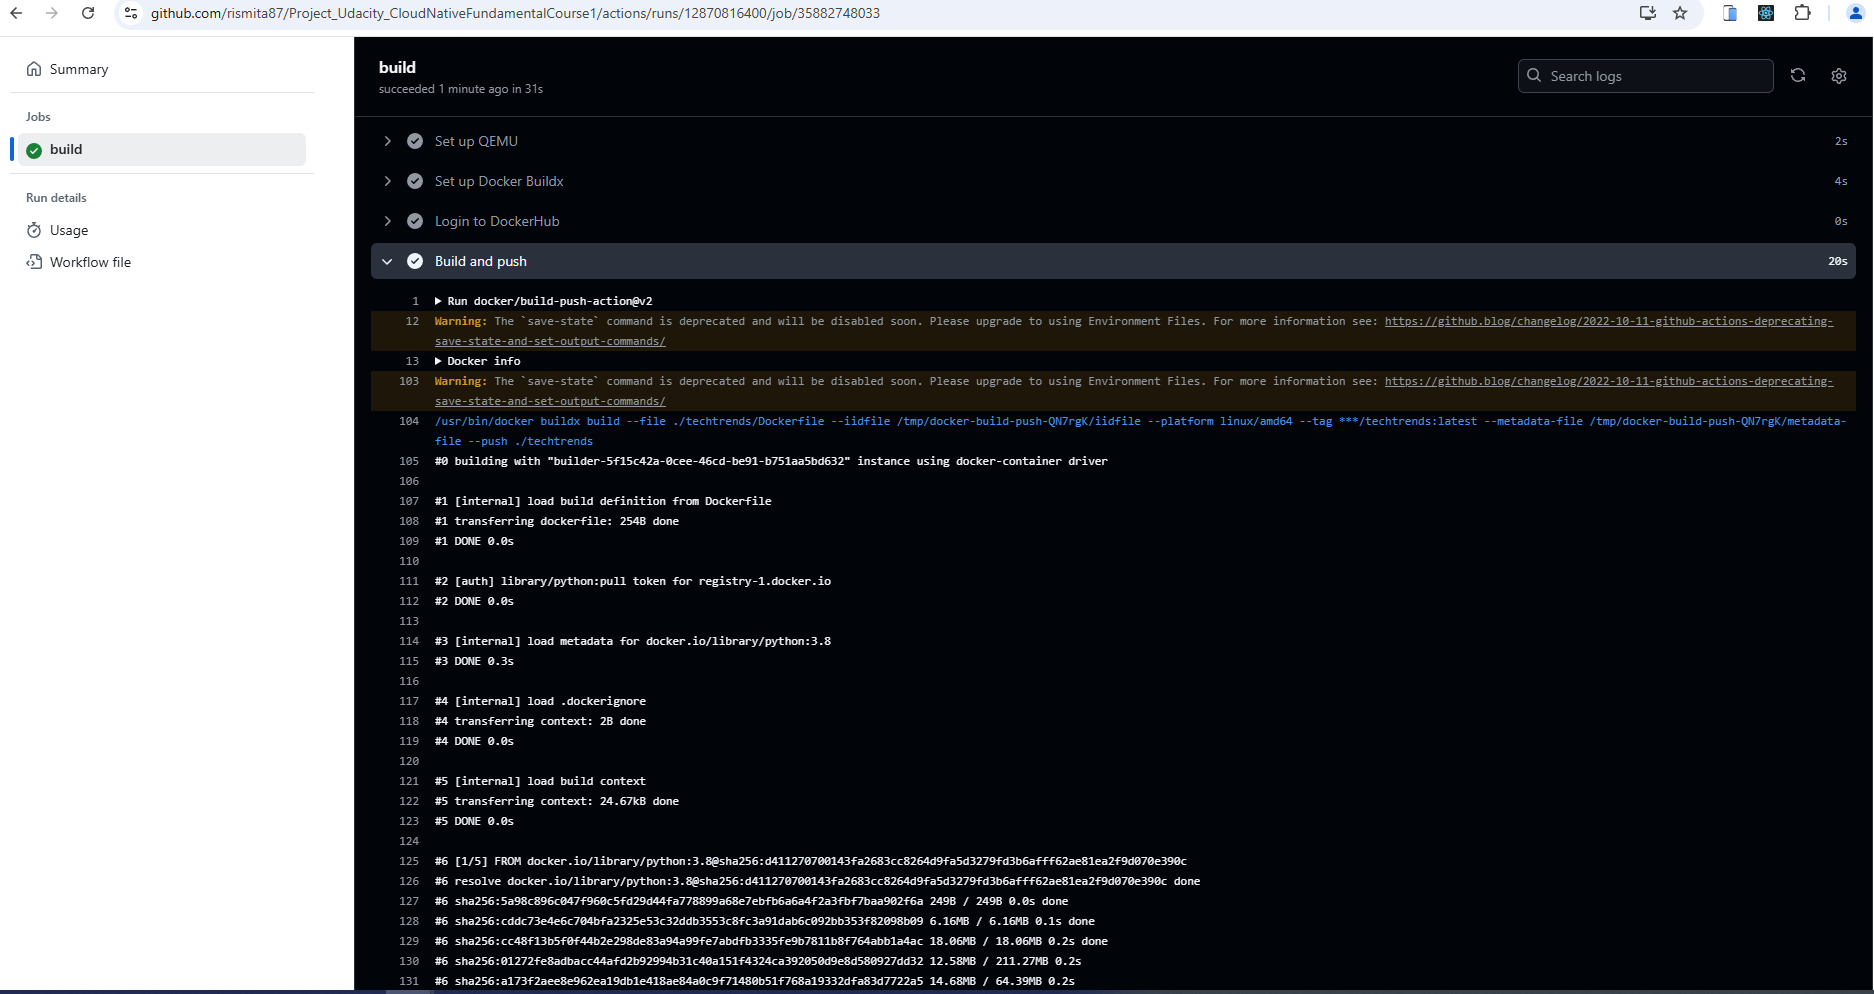 github.com/rismita87/Project_Udacity_CloudNativeFundamentalCourse1/actions/runs/12870816400/job/35882748033
Summary
Jobs
build
Run details
Usage
Workflow file
build
succeeded 1 minute ago in 31s
Search logs
Set up QEMU 2s
Set up Docker Buildx 4s
Login to DockerHub 0s
Build and push 20s
1 Run docker/build-push-action@v2
12 Warning: The `save-state` command is deprecated and will be disabled soon. Please upgrade to using Environment Files. For more information see: https://github.blog/changelog/2022-10-11-github-actions-deprecating-
save-state-and-set-output-commands/
13 Docker info
103 Warning: The `save-state` command is deprecated and will be disabled soon. Please upgrade to using Environment Files. For more information see: https://github.blog/changelog/2022-10-11-github-actions-deprecating-
save-state-and-set-output-commands/
104 /usr/bin/docker buildx build --file ./techtrends/Dockerfile --iidfile /tmp/docker-build-push-QN7rgK/iidfile --platform linux/amd64 --tag ***/techtrends:latest --metadata-file /tmp/docker-build-push-QN7rgK/metadata-
file --push ./techtrends
105 #0 building with "builder-5f15c42a-0cee-46cd-be91-b751aa5bd632" instance using docker-container driver
106
107 #1 [internal] load build definition from Dockerfile
108 #1 transferring dockerfile: 254B done
109 #1 DONE 0.0s
110
111 #2 [auth] library/python:pull token for registry-1.docker.io
112 #2 DONE 0.0s
113
114 #3 [internal] load metadata for docker.io/library/python:3.8
115 #3 DONE 0.3s
116
117 #4 [internal] load .dockerignore
118 #4 transferring context: 2B done
119 #4 DONE 0.0s
120
121 #5 [internal] load build context
122 #5 transferring context: 24.67kB done
123 #5 DONE 0.0s
124
125 #6 [1/5] FROM docker.io/library/python:3.8@sha256:d411270700143fa2683cc8264d9fa5d3279fd3b6afff62ae81ea2f9d070e390c
126 #6 resolve docker.io/library/python:3.8@sha256:d411270700143fa2683cc8264d9fa5d3279fd3b6afff62ae81ea2f9d070e390c done
127 #6 sha256:5a98c896c047f960c5fd29d44fa778899a68e7ebfb6a6a4f2a3fbf7baa902f6a 249B / 249B 0.0s done
128 #6 sha256:cddc73e4e6c704bfa2325e53c32ddb3553c8fc3a91dab6c092bb353f82098b09 6.16MB / 6.16MB 0.1s done
129 #6 sha256:cc48f13b5f0f44b2e298de83a94a99fe7abdfb3335fe9b7811b8f764abb1a4ac 18.06MB / 18.06MB 0.2s done
130 #6 sha256:01272fe8adbacc44afd2b92994b31c40a151f4324ca392050d9e8d580927dd32 12.58MB / 211.27MB 0.2s
131 #6 sha256:a173f2aee8e962ea19db1e418ae84a0c9f71480b51f768a19332dfa83d7722a5 14.68MB / 64.39MB 0.2s